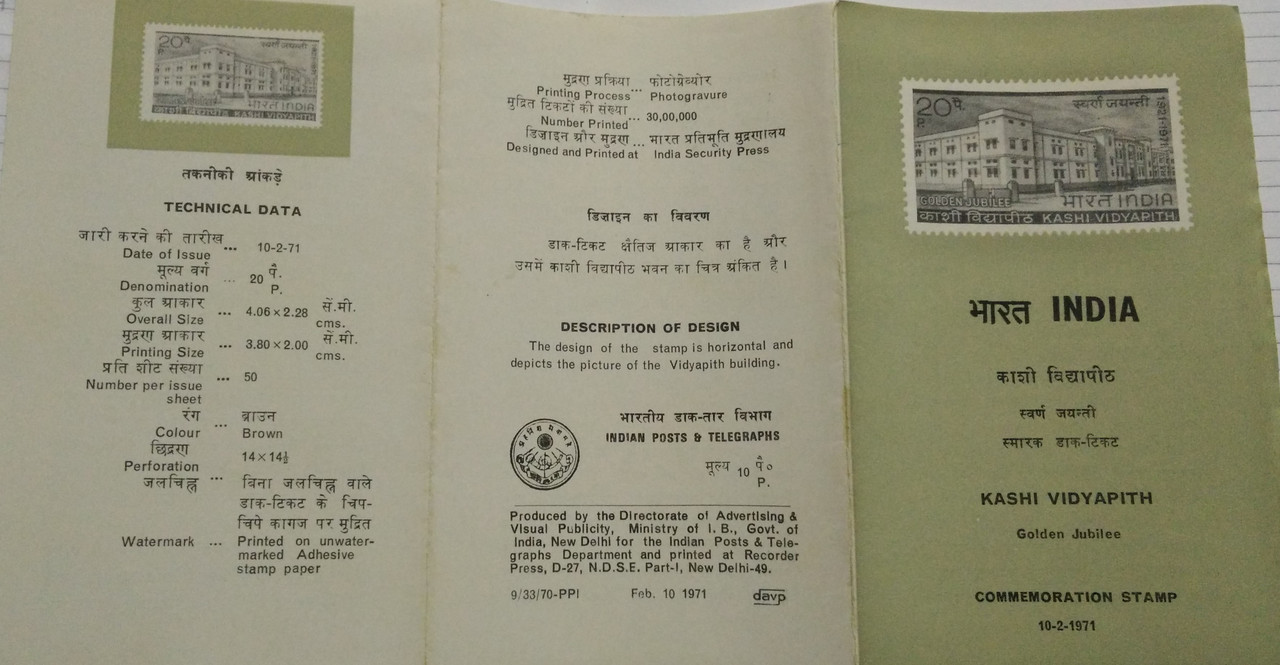 20 पै.
P.
स्वर्ण जयन्ती
भारत INDIA
काशी विद्यापीठ KASHI VIDYAPITH
तकनीकी आंकड़े
TECHNICAL DATA
जारी करने की तारीख
Date of Issue ... 10-2-71
मूल्य वर्ग
Denomination ... 20 पै. P.
कुल आकार
Overall Size ... 4.06×2.28 सें.मी. cms.
मुद्रण आकार
Printing Size ... 3.80×2.00 सें.मी. cms.
प्रति शीट संख्या
Number per issue sheet ... 50
रंग ... ब्राउन
Colour Brown
छिद्रण
Perforation 14×14½
जलचिह्न ... बिना जलचिह्न वाले
डाक-टिकट के चिप-
चिपे कागज पर मुद्रित
Watermark ... Printed on unwater-
marked Adhesive
stamp paper
मुद्रण प्रक्रिया ... फोटोग्रेव्योर
Printing Process Photogravure
मुद्रित टिकटों की संख्या
Number Printed ... 30,00,000
डिज़ाइन और मुद्रण ... भारत प्रतिभूति मुद्रणालय
Designed and Printed at India Security Press
डिज़ाइन का विवरण
डाक-टिकट क्षैतिज आकार का है और
उसमें काशी विद्यापीठ भवन का चित्र अंकित है।
DESCRIPTION OF DESIGN
The design of the stamp is horizontal and
depicts the picture of the Vidyapith building.
भारतीय डाक-तार विभाग
INDIAN POSTS & TELEGRAPHS
मूल्य 10 पै० P.
Produced by the Directorate of Advertising &
Visual Publicity, Ministry of I. B., Govt. of
India, New Delhi for the Indian Posts & Tele-
graphs Department and printed at Recorder
Press, D-27, N.D.S.E. Part-I, New Delhi-49.
9/33/70-PPI Feb. 10 1971 davp
20 पै.
P.
स्वर्ण जयन्ती
1921-1971
GOLDEN JUBILEE भारत INDIA
काशी विद्यापीठ KASHI VIDYAPITH
भारत INDIA
काशी विद्यापीठ
स्वर्ण जयन्ती
स्मारक डाक-टिकट
KASHI VIDYAPITH
Golden Jubilee
COMMEMORATION STAMP
10-2-1971